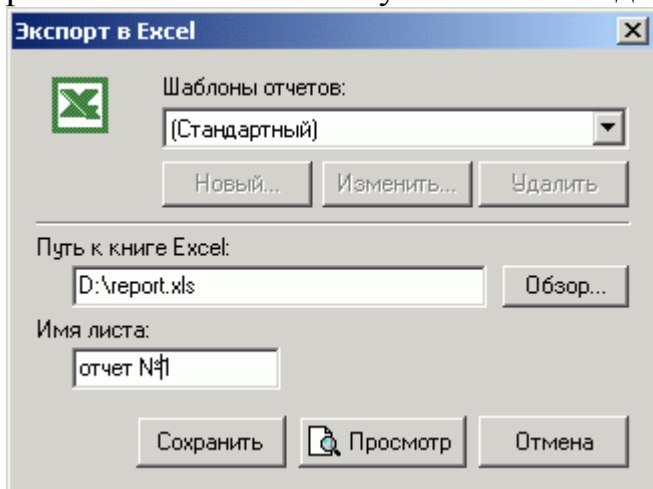 Экспорт в Excel
Шаблоны отчетов:
(Стандартный)
Новый... Изменить... Удалить
Путь к книге Excel:
D:\report.xls Обзор...
Имя листа:
отчет №1
Сохранить Просмотр Отмена